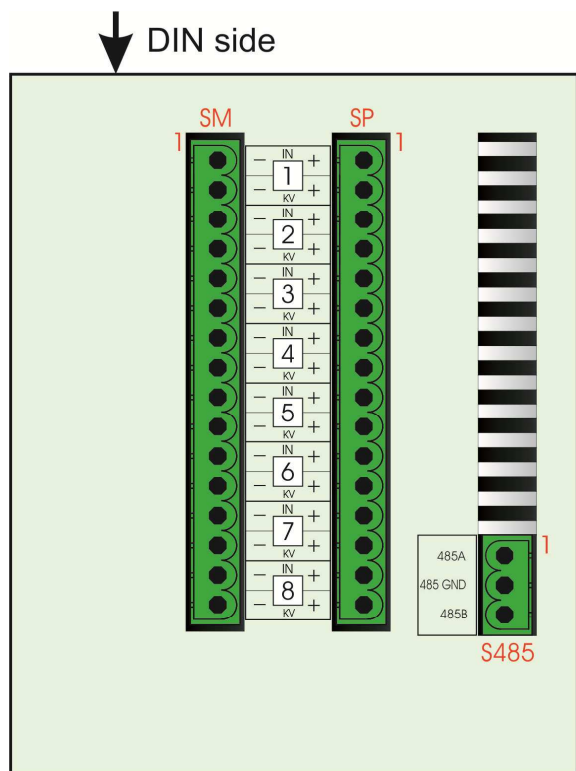 DIN side
SM SP
1 1
- IN +
1
- KV +
- IN +
2
- KV +
- IN +
3
- KV +
- IN +
4
- KV +
- IN +
5
- KV +
- IN +
6
- KV +
- IN +
7
- KV +
- IN +
8
- KV +
1
485A
485 GND
485B
S485